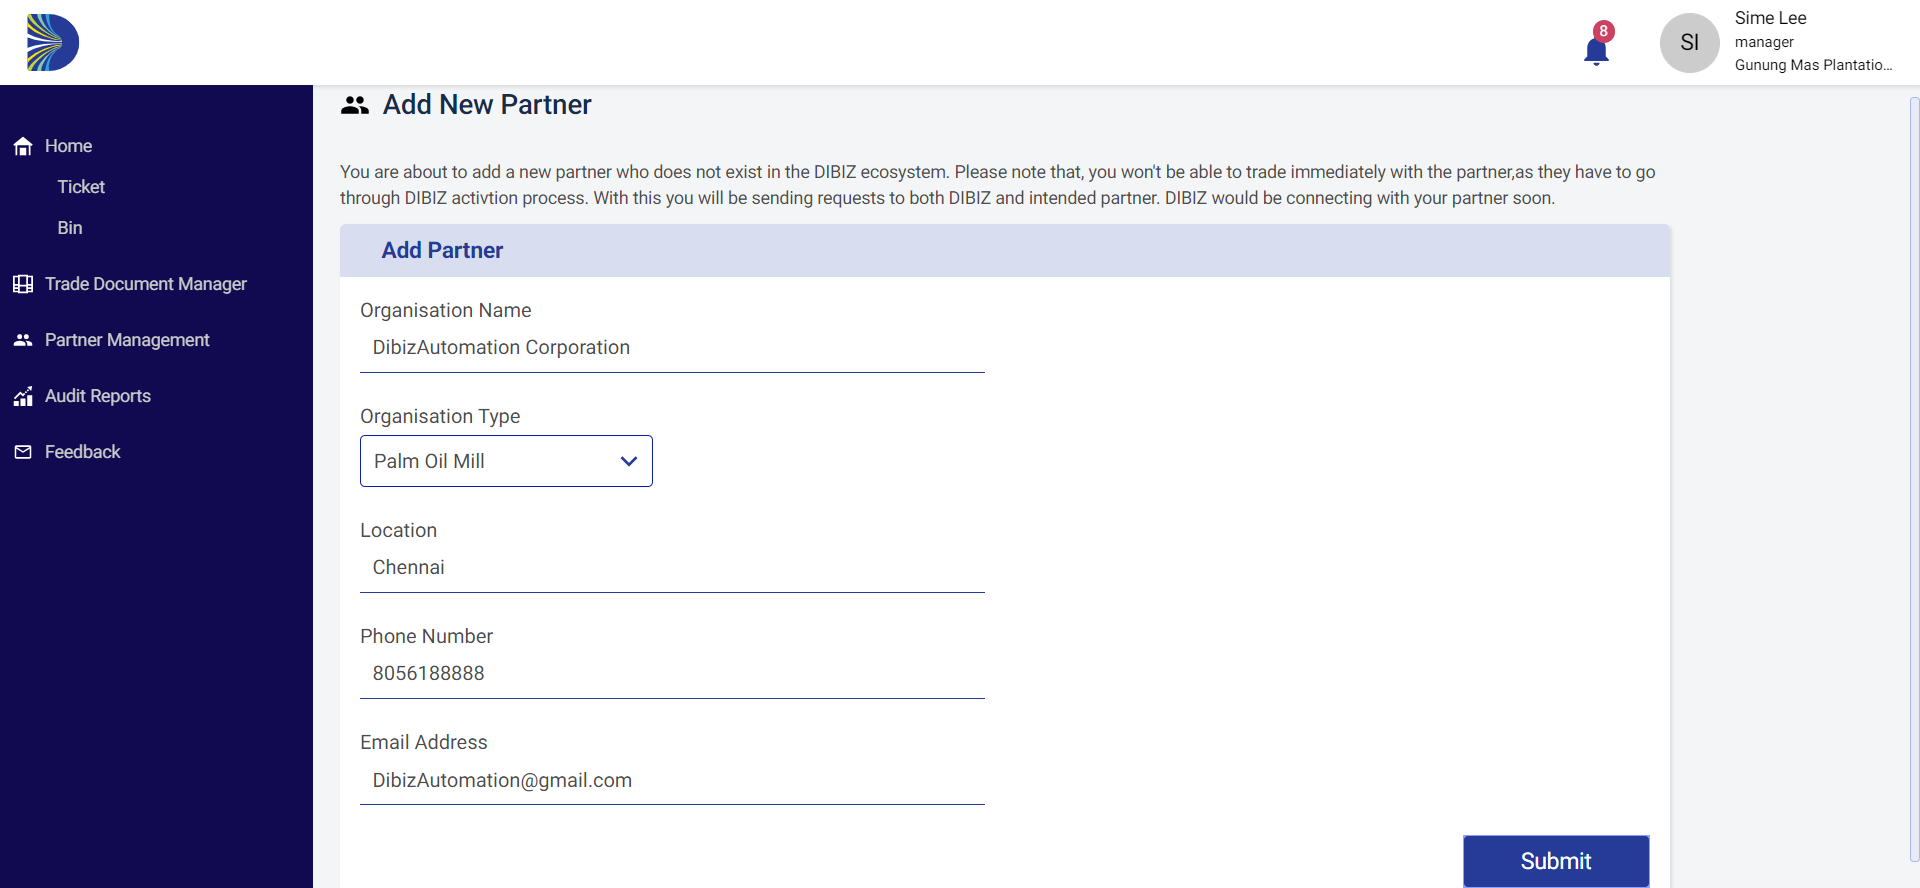 8
SI
Sime Lee
manager
Gunung Mas Plantatio...
Home
Ticket
Bin
Trade Document Manager
Partner Management
Audit Reports
Feedback
Add New Partner
You are about to add a new partner who does not exist in the DIBIZ ecosystem. Please note that, you won't be able to trade immediately with the partner,as they have to go
through DIBIZ activtion process. With this you will be sending requests to both DIBIZ and intended partner. DIBIZ would be connecting with your partner soon.
Add Partner
Organisation Name
DibizAutomation Corporation
Organisation Type
Palm Oil Mill
Location
Chennai
Phone Number
8056188888
Email Address
DibizAutomation@gmail.com
Submit